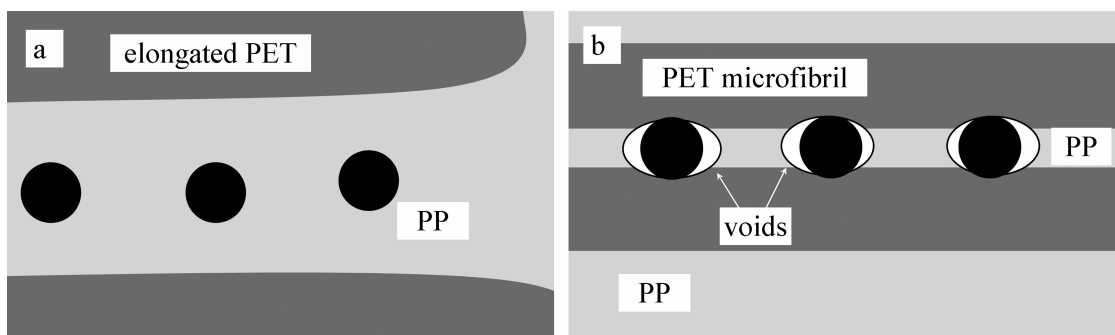 a
elongated PET
PP
b
PET microfibril
PP
voids
PP